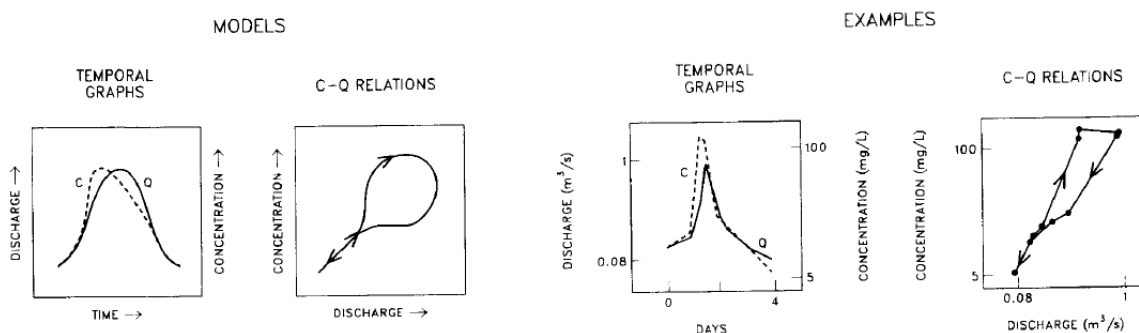 MODELS
TEMPORAL
GRAPHS
C-Q RELATIONS
DISCHARGE →
C
Q
TIME →
CONCENTRATION →
CONCENTRATION →
DISCHARGE →
EXAMPLES
TEMPORAL
GRAPHS
C-Q RELATIONS
DISCHARGE (m³/s)
1
0.08
C
Q
0
4
DAYS
100
5
CONCENTRATION (mg/L)
CONCENTRATION (mg/L)
100
5
0.08
1
DISCHARGE (m³/s)